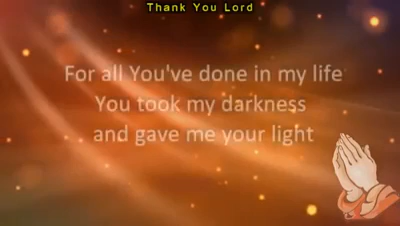 Thank You Lord
For all You've done in my life
You took my darkness
and gave me your light